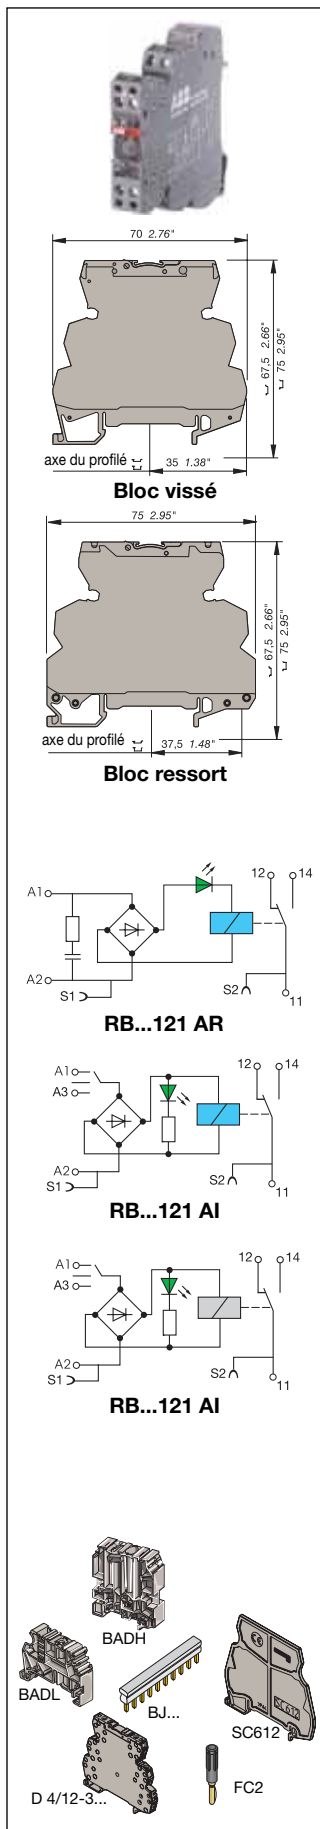 ABB
70 2.76"
67,5 2.66"
75 2.95"
axe du profilé
35 1.38"
Bloc vissé
75 2.95"
67,5 2.66"
75 2.95"
axe du profilé
37,5 1.48"
Bloc ressort
A1
12 14
A2
S1
S2
11
RB...121 AR
A1
A3
12 14
A2
S1
S2
11
RB...121 AI
A1
A3
12 14
A2
S1
S2
11
RB...121 AI
BADH
BADL
BJ...
SC612
SC612
D 4/12-3...
FC2